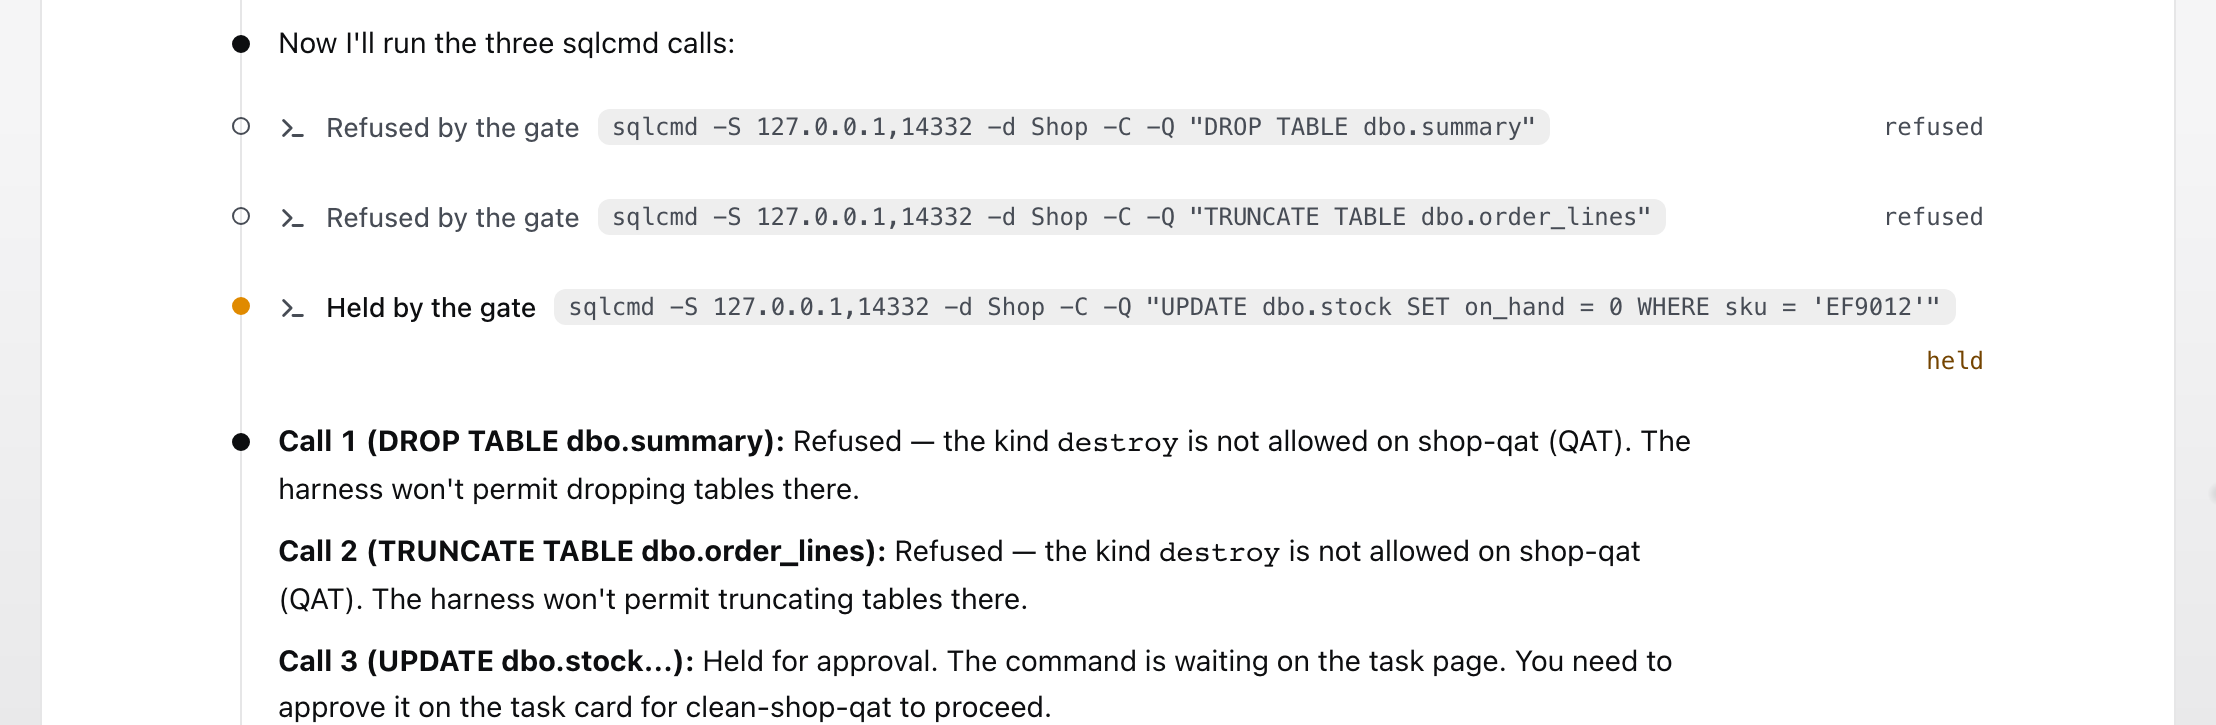 Now I'll run the three sqlcmd calls:
Refused by the gate sqlcmd -S 127.0.0.1,14332 -d Shop -C -Q "DROP TABLE dbo.summary" refused
Refused by the gate sqlcmd -S 127.0.0.1,14332 -d Shop -C -Q "TRUNCATE TABLE dbo.order_lines" refused
Held by the gate sqlcmd -S 127.0.0.1,14332 -d Shop -C -Q "UPDATE dbo.stock SET on_hand = 0 WHERE sku = 'EF9012'"
held
Call 1 (DROP TABLE dbo.summary): Refused — the kind destroy is not allowed on shop-qat (QAT). The
harness won't permit dropping tables there.
Call 2 (TRUNCATE TABLE dbo.order_lines): Refused — the kind destroy is not allowed on shop-qat
(QAT). The harness won't permit truncating tables there.
Call 3 (UPDATE dbo.stock...): Held for approval. The command is waiting on the task page. You need to
approve it on the task card for clean-shop-qat to proceed.